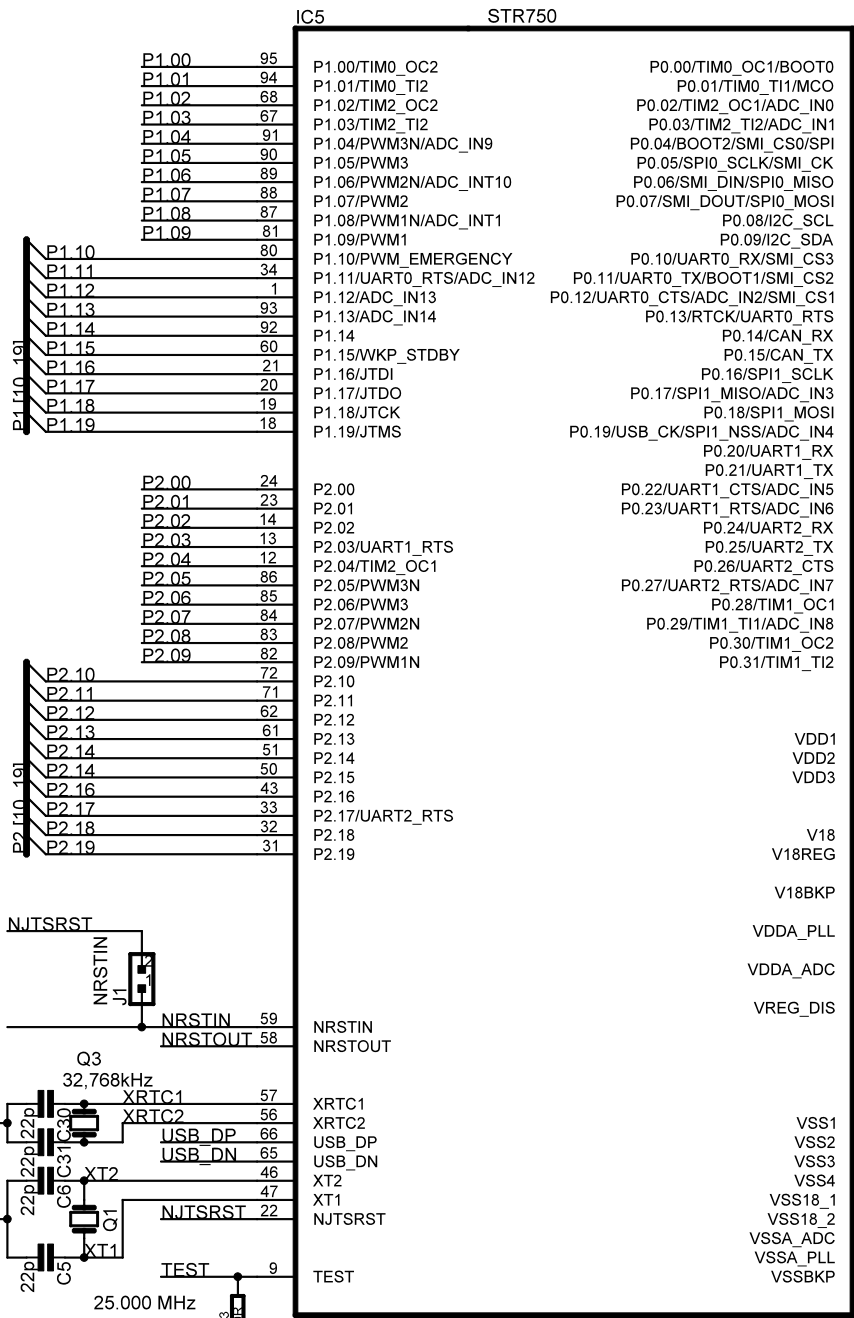 IC5 STR750
P1.00 95 P1.00/TIM0_OC2 P0.00/TIM0_OC1/BOOT0
P1.01 94 P1.01/TIM0_TI2 P0.01/TIM0_TI1/MCO
P1.02 68 P1.02/TIM2_OC2 P0.02/TIM2_OC1/ADC_IN0
P1.03 67 P1.03/TIM2_TI2 P0.03/TIM2_TI2/ADC_IN1
P1.04 91 P1.04/PWM3N/ADC_IN9 P0.04/BOOT2/SMI_CS0/SPI
P1.05 90 P1.05/PWM3 P0.05/SPI0_SCLK/SMI_CK
P1.06 89 P1.06/PWM2N/ADC_INT10 P0.06/SMI_DIN/SPI0_MISO
P1.07 88 P1.07/PWM2 P0.07/SMI_DOUT/SPI0_MOSI
P1.08 87 P1.08/PWM1N/ADC_INT1 P0.08/I2C_SCL
P1.09 81 P1.09/PWM1 P0.09/I2C_SDA
P1.10 80 P1.10/PWM_EMERGENCY P0.10/UART0_RX/SMI_CS3
P1.11 34 P1.11/UART0_RTS/ADC_IN12 P0.11/UART0_TX/BOOT1/SMI_CS2
P1.12 1 P1.12/ADC_IN13 P0.12/UART0_CTS/ADC_IN2/SMI_CS1
P1.13 93 P1.13/ADC_IN14 P0.13/RTCK/UART0_RTS
P1.14 92 P1.14 P0.14/CAN_RX
P1.15 60 P1.15/WKP_STDBY P0.15/CAN_TX
P1.16 21 P1.16/JTDI P0.16/SPI1_SCLK
P1.17 20 P1.17/JTDO P0.17/SPI1_MISO/ADC_IN3
P1.18 19 P1.18/JTCK P0.18/SPI1_MOSI
P1.19 18 P1.19/JTMS P0.19/USB_CK/SPI1_NSS/ADC_IN4
P1.[10..19]
P0.20/UART1_RX
P0.21/UART1_TX
P2.00 24 P2.00 P0.22/UART1_CTS/ADC_IN5
P2.01 23 P2.01 P0.23/UART1_RTS/ADC_IN6
P2.02 14 P2.02 P0.24/UART2_RX
P2.03 13 P2.03/UART1_RTS P0.25/UART2_TX
P2.04 12 P2.04/TIM2_OC1 P0.26/UART2_CTS
P2.05 86 P2.05/PWM3N P0.27/UART2_RTS/ADC_IN7
P2.06 85 P2.06/PWM3 P0.28/TIM1_OC1
P2.07 84 P2.07/PWM2N P0.29/TIM1_TI1/ADC_IN8
P2.08 83 P2.08/PWM2 P0.30/TIM1_OC2
P2.09 82 P2.09/PWM1N P0.31/TIM1_TI2
P2.10 72 P2.10
P2.11 71 P2.11
P2.12 62 P2.12
P2.13 61 P2.13 VDD1
P2.14 51 P2.14 VDD2
P2.14 50 P2.15 VDD3
P2.16 43 P2.16
P2.17 33 P2.17/UART2_RTS
P2.18 32 P2.18 V18
P2.19 31 P2.19 V18REG
P2.[10..19]
V18BKP
NJTSRST VDDA_PLL
NRSTIN
2
1
J1
VDDA_ADC
VREG_DIS
NRSTIN 59 NRSTIN
NRSTOUT 58 NRSTOUT
Q3
32,768kHz
XRTC1 57 XRTC1
22p C30
XRTC2 56 XRTC2 VSS1
USB_DP 66 USB_DP VSS2
22p C31
USB_DN 65 USB_DN VSS3
XT2 46 XT2 VSS4
22p C6
47 XT1 VSS18_1
Q1
NJTSRST 22 NJTSRST VSS18_2
VSSA_ADC
XT1 VSSA_PLL
22p C5
TEST 9 TEST VSSBKP
25.000 MHz